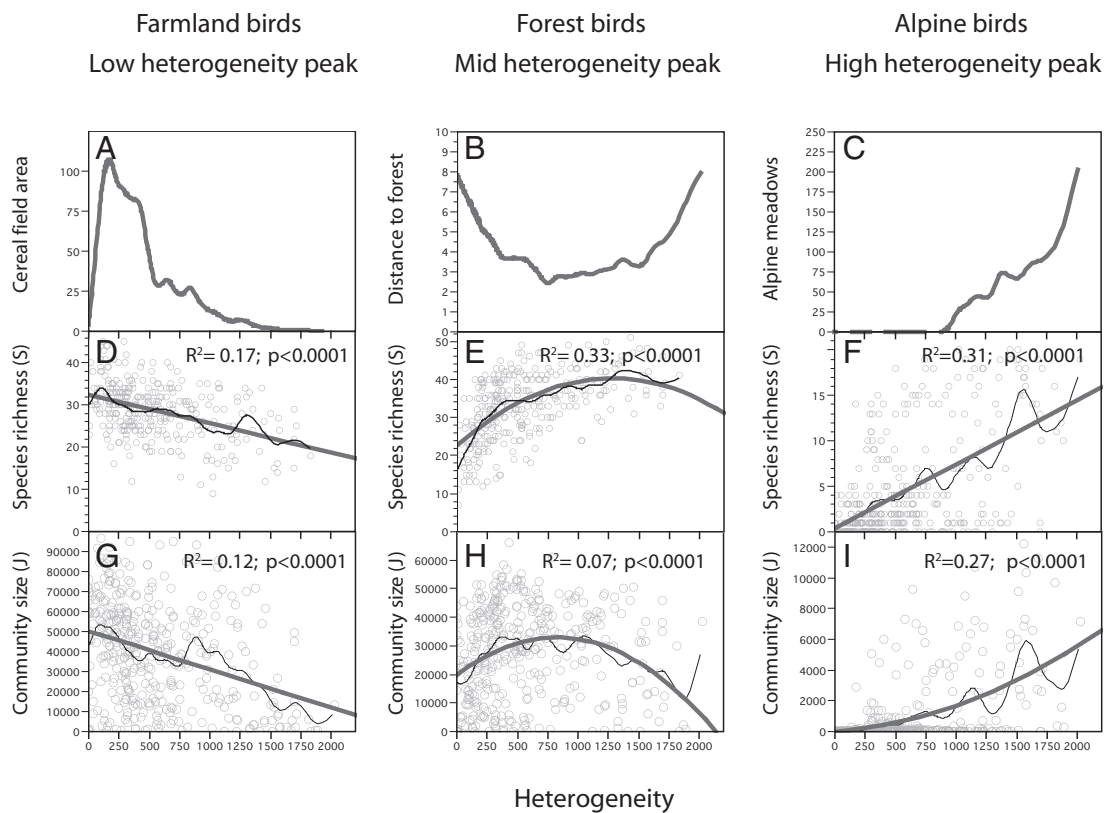 Farmland birds
Forest birds
Alpine birds
Low heterogeneity peak
Mid heterogeneity peak
High heterogeneity peak
A
Cereal field area
100
75
50
25
0
B
Distance to forest
10
9
8
7
6
5
4
3
2
1
0
C
Alpine meadows
250
225
200
175
150
125
100
75
50
25
0
D
R²= 0.17; p<0.0001
Species richness (S)
40
30
20
10
0
E
R²= 0.33; p<0.0001
Species richness (S)
50
40
30
20
10
0
F
R²=0.31; p<0.0001
Species richness (S)
15
10
5
0
G
R²= 0.12; p<0.0001
Community size (J)
90000
80000
70000
60000
50000
40000
30000
20000
10000
0
0 250 500 750 1000 1250 1500 1750 2000
H
R²= 0.07; p<0.0001
Community size (J)
60000
50000
40000
30000
20000
10000
0
0 250 500 750 1000 1250 1500 1750 2000
I
R²=0.27; p<0.0001
Community size (J)
12000
10000
8000
6000
4000
2000
0
0 250 500 750 1000 1250 1500 1750 2000
Heterogeneity